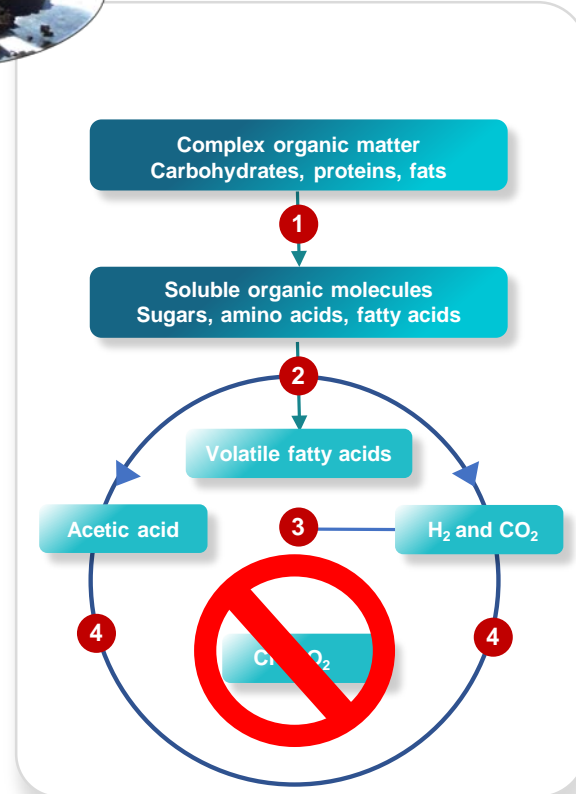 Complex organic matter
Carbohydrates, proteins, fats
1
Soluble organic molecules
Sugars, amino acids, fatty acids
2
Volatile fatty acids
Acetic acid
3
H₂ and CO₂
4
4